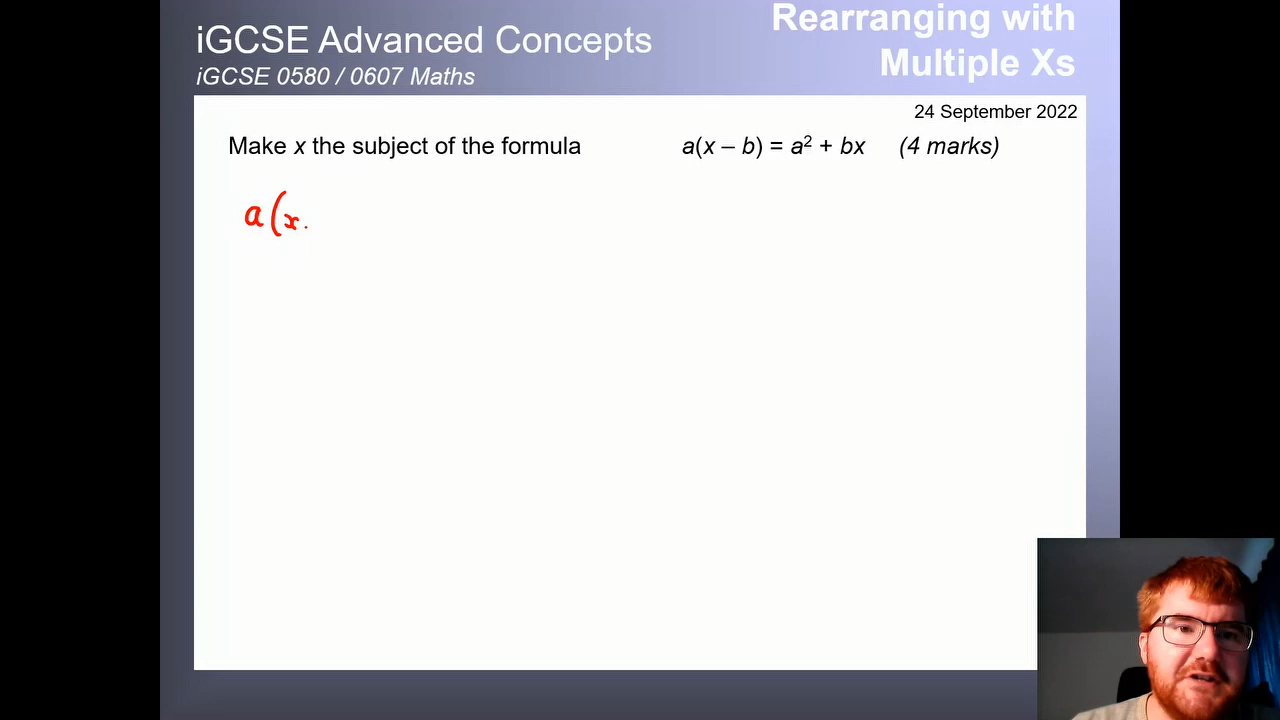 iGCSE Advanced Concepts
iGCSE 0580 / 0607 Maths
Rearranging with
Multiple Xs
24 September 2022
Make x the subject of the formula a(x – b) = a² + bx (4 marks)
a(x